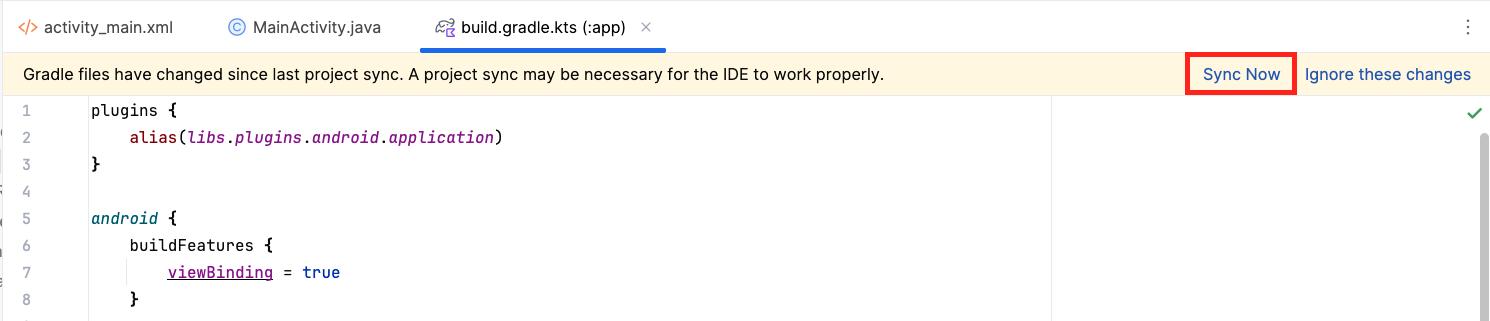 activity_main.xml MainActivity.java build.gradle.kts (:app)
Gradle files have changed since last project sync. A project sync may be necessary for the IDE to work properly. Sync Now Ignore these changes
1 plugins {
2 alias(libs.plugins.android.application)
3 }
4
5 android {
6 buildFeatures {
7 viewBinding = true
8 }